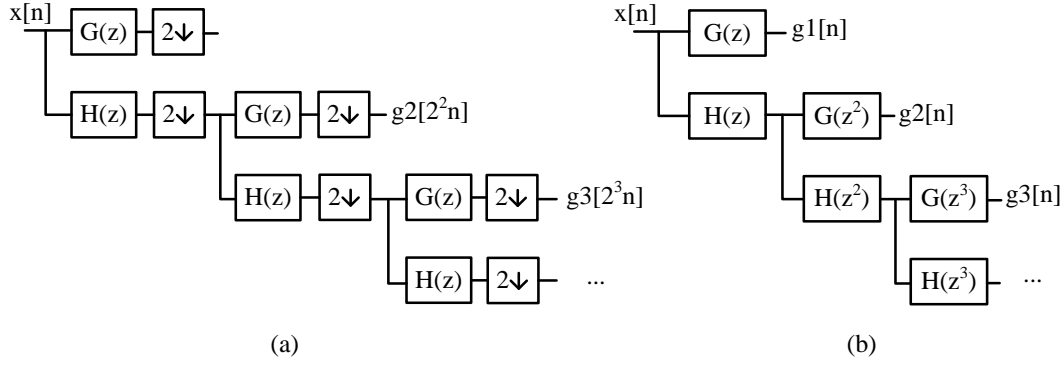 x[n]
G(z) 2↓
H(z) 2↓ G(z) 2↓ g2[2²n]
H(z) 2↓ G(z) 2↓ g3[2³n]
H(z) 2↓ ...
(a)
x[n]
G(z) g1[n]
H(z) G(z²) g2[n]
H(z²) G(z³) g3[n]
H(z³) ...
(b)